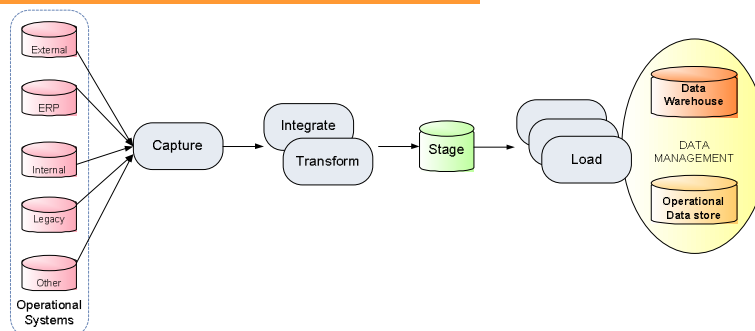 External
ERP
Internal
Legacy
Other
Operational
Systems
Capture
Integrate
Transform
Stage
Load
Data
Warehouse
DATA
MANAGEMENT
Operational
Data store